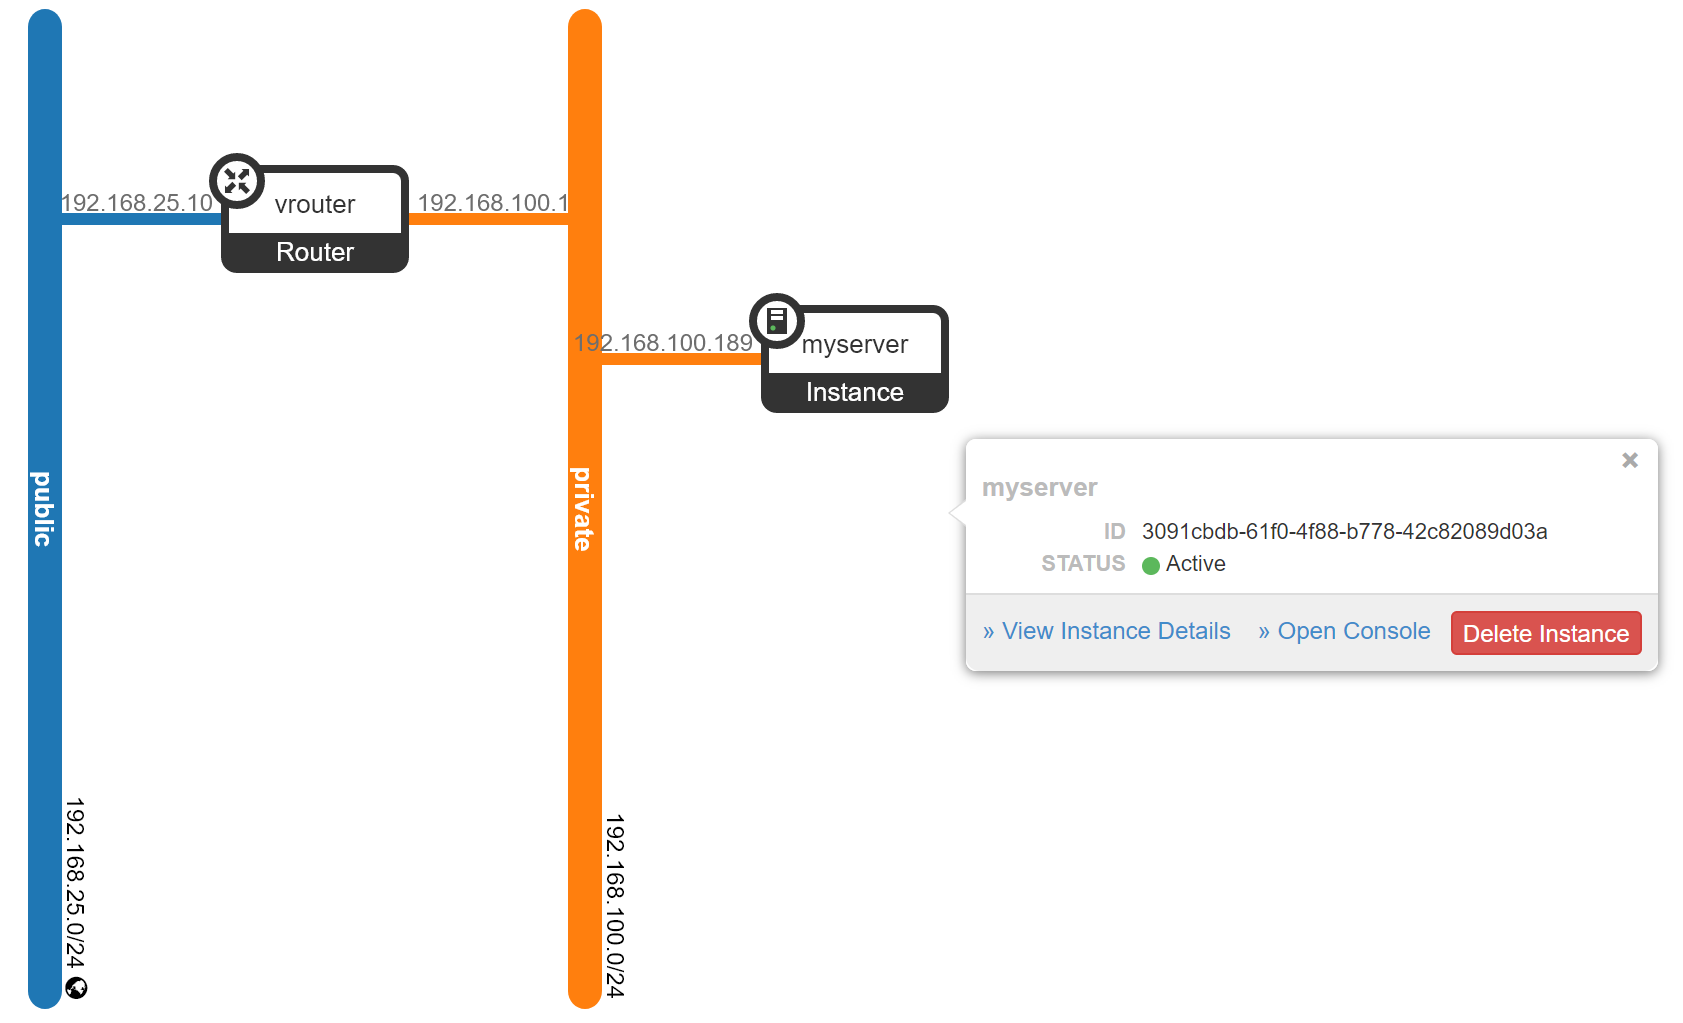 192.168.25.10
vrouter
Router
192.168.100.1
192.168.100.189
myserver
Instance
public
192.168.25.0/24
private
192.168.100.0/24
myserver
ID 3091cbdb-61f0-4f88-b778-42c82089d03a
STATUS Active
» View Instance Details » Open Console Delete Instance